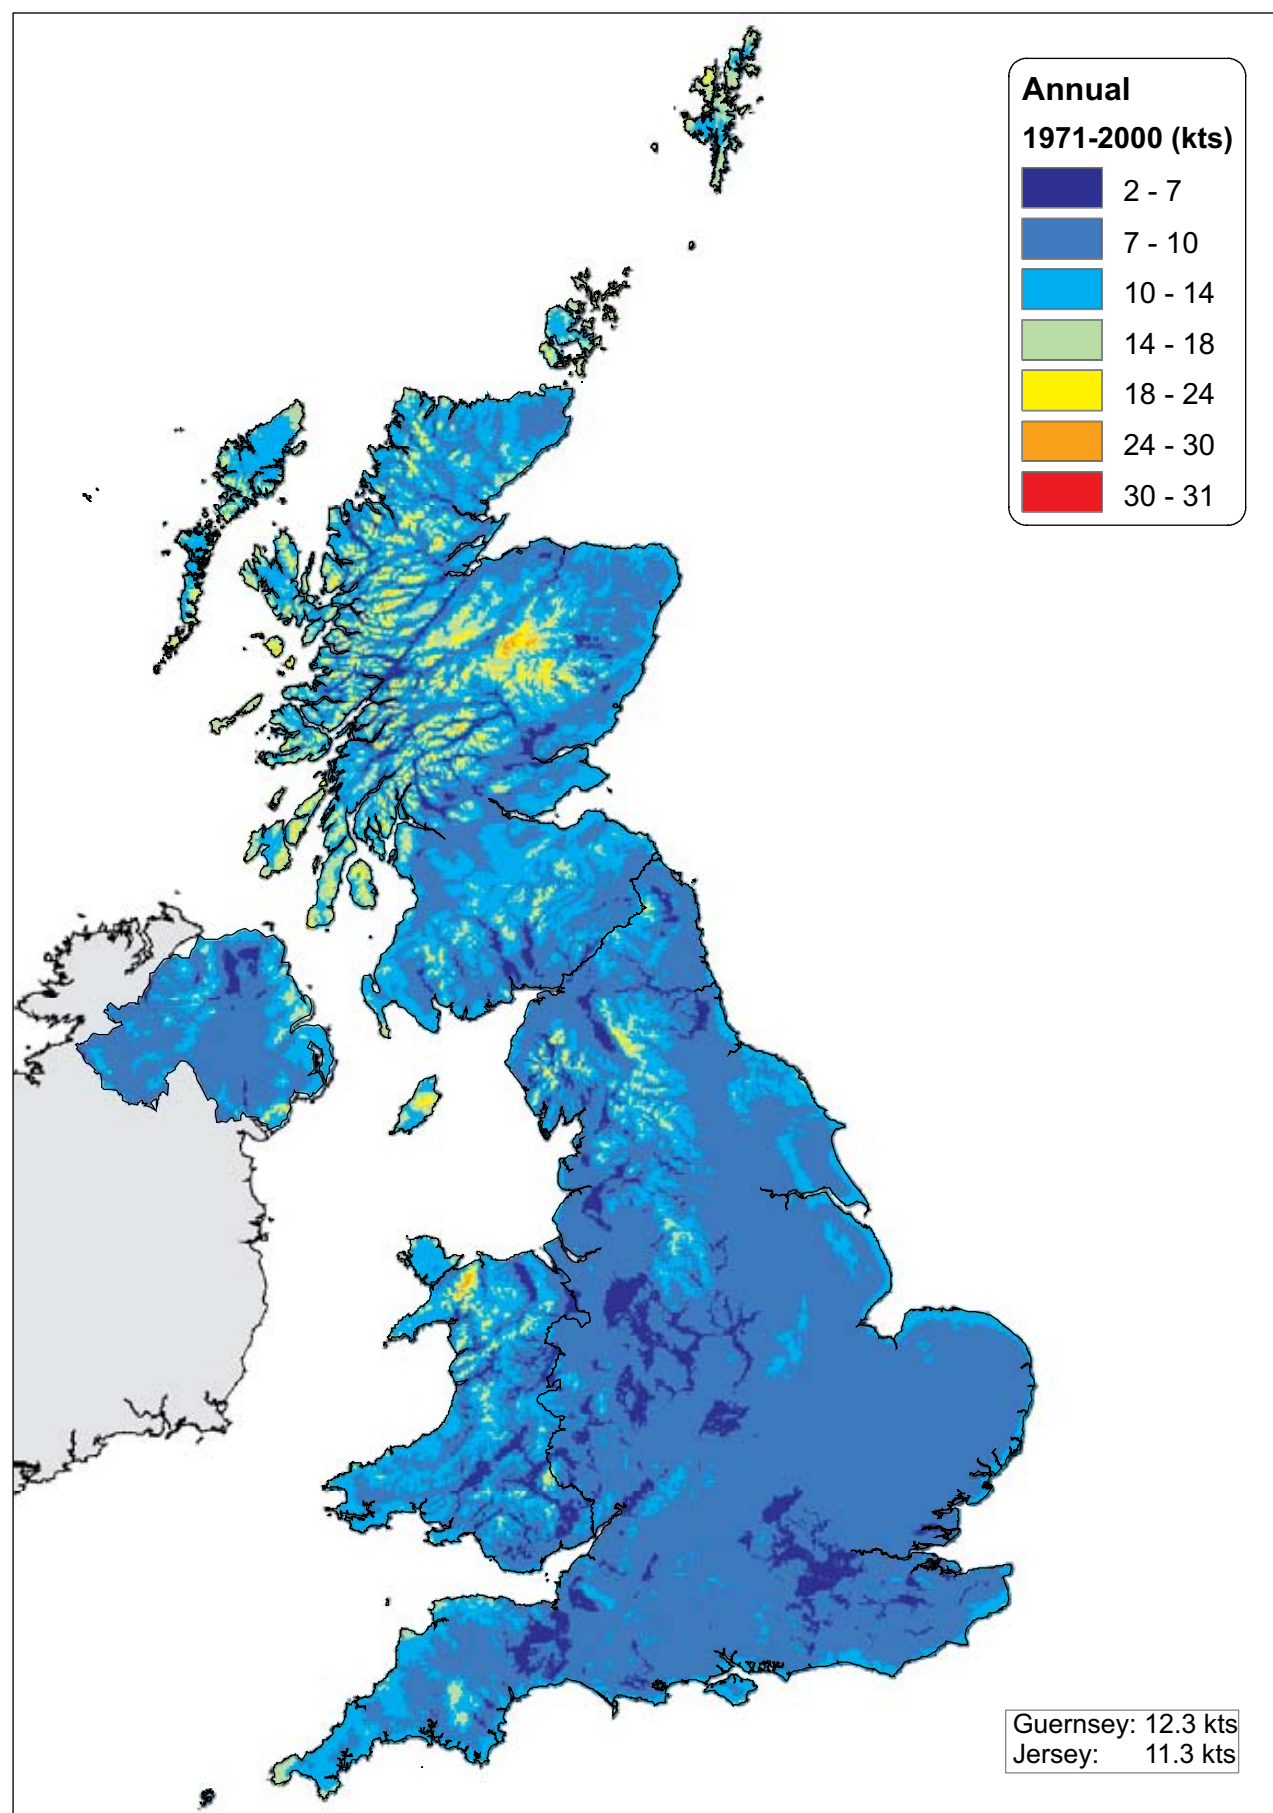 Annual
1971-2000 (kts)
2 - 7
7 - 10
10 - 14
14 - 18
18 - 24
24 - 30
30 - 31
Guernsey: 12.3 kts
Jersey: 11.3 kts